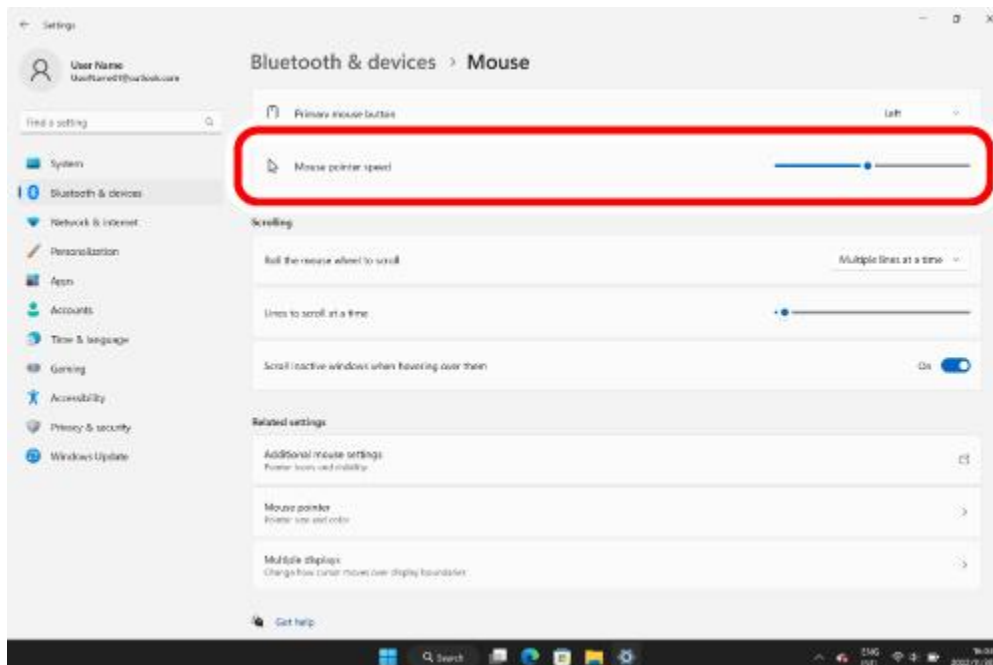 Settings
User Name
Bluetooth & devices > Mouse
Find a setting
Primary mouse button
Left
Mouse pointer speed
System
Bluetooth & devices
Network & internet
Personalization
Apps
Accounts
Time & language
Gaming
Accessibility
Privacy & security
Windows Update
Scrolling
Roll the mouse wheel to scroll
Multiple lines at a time
Lines to scroll at a time
Scroll inactive windows when hovering over them
On
Related settings
Additional mouse settings
Pointer icons and visibility
Mouse pointer
Pointer size and color
Multiple displays
Change how cursor moves over display boundaries
Get help
Search
ENG